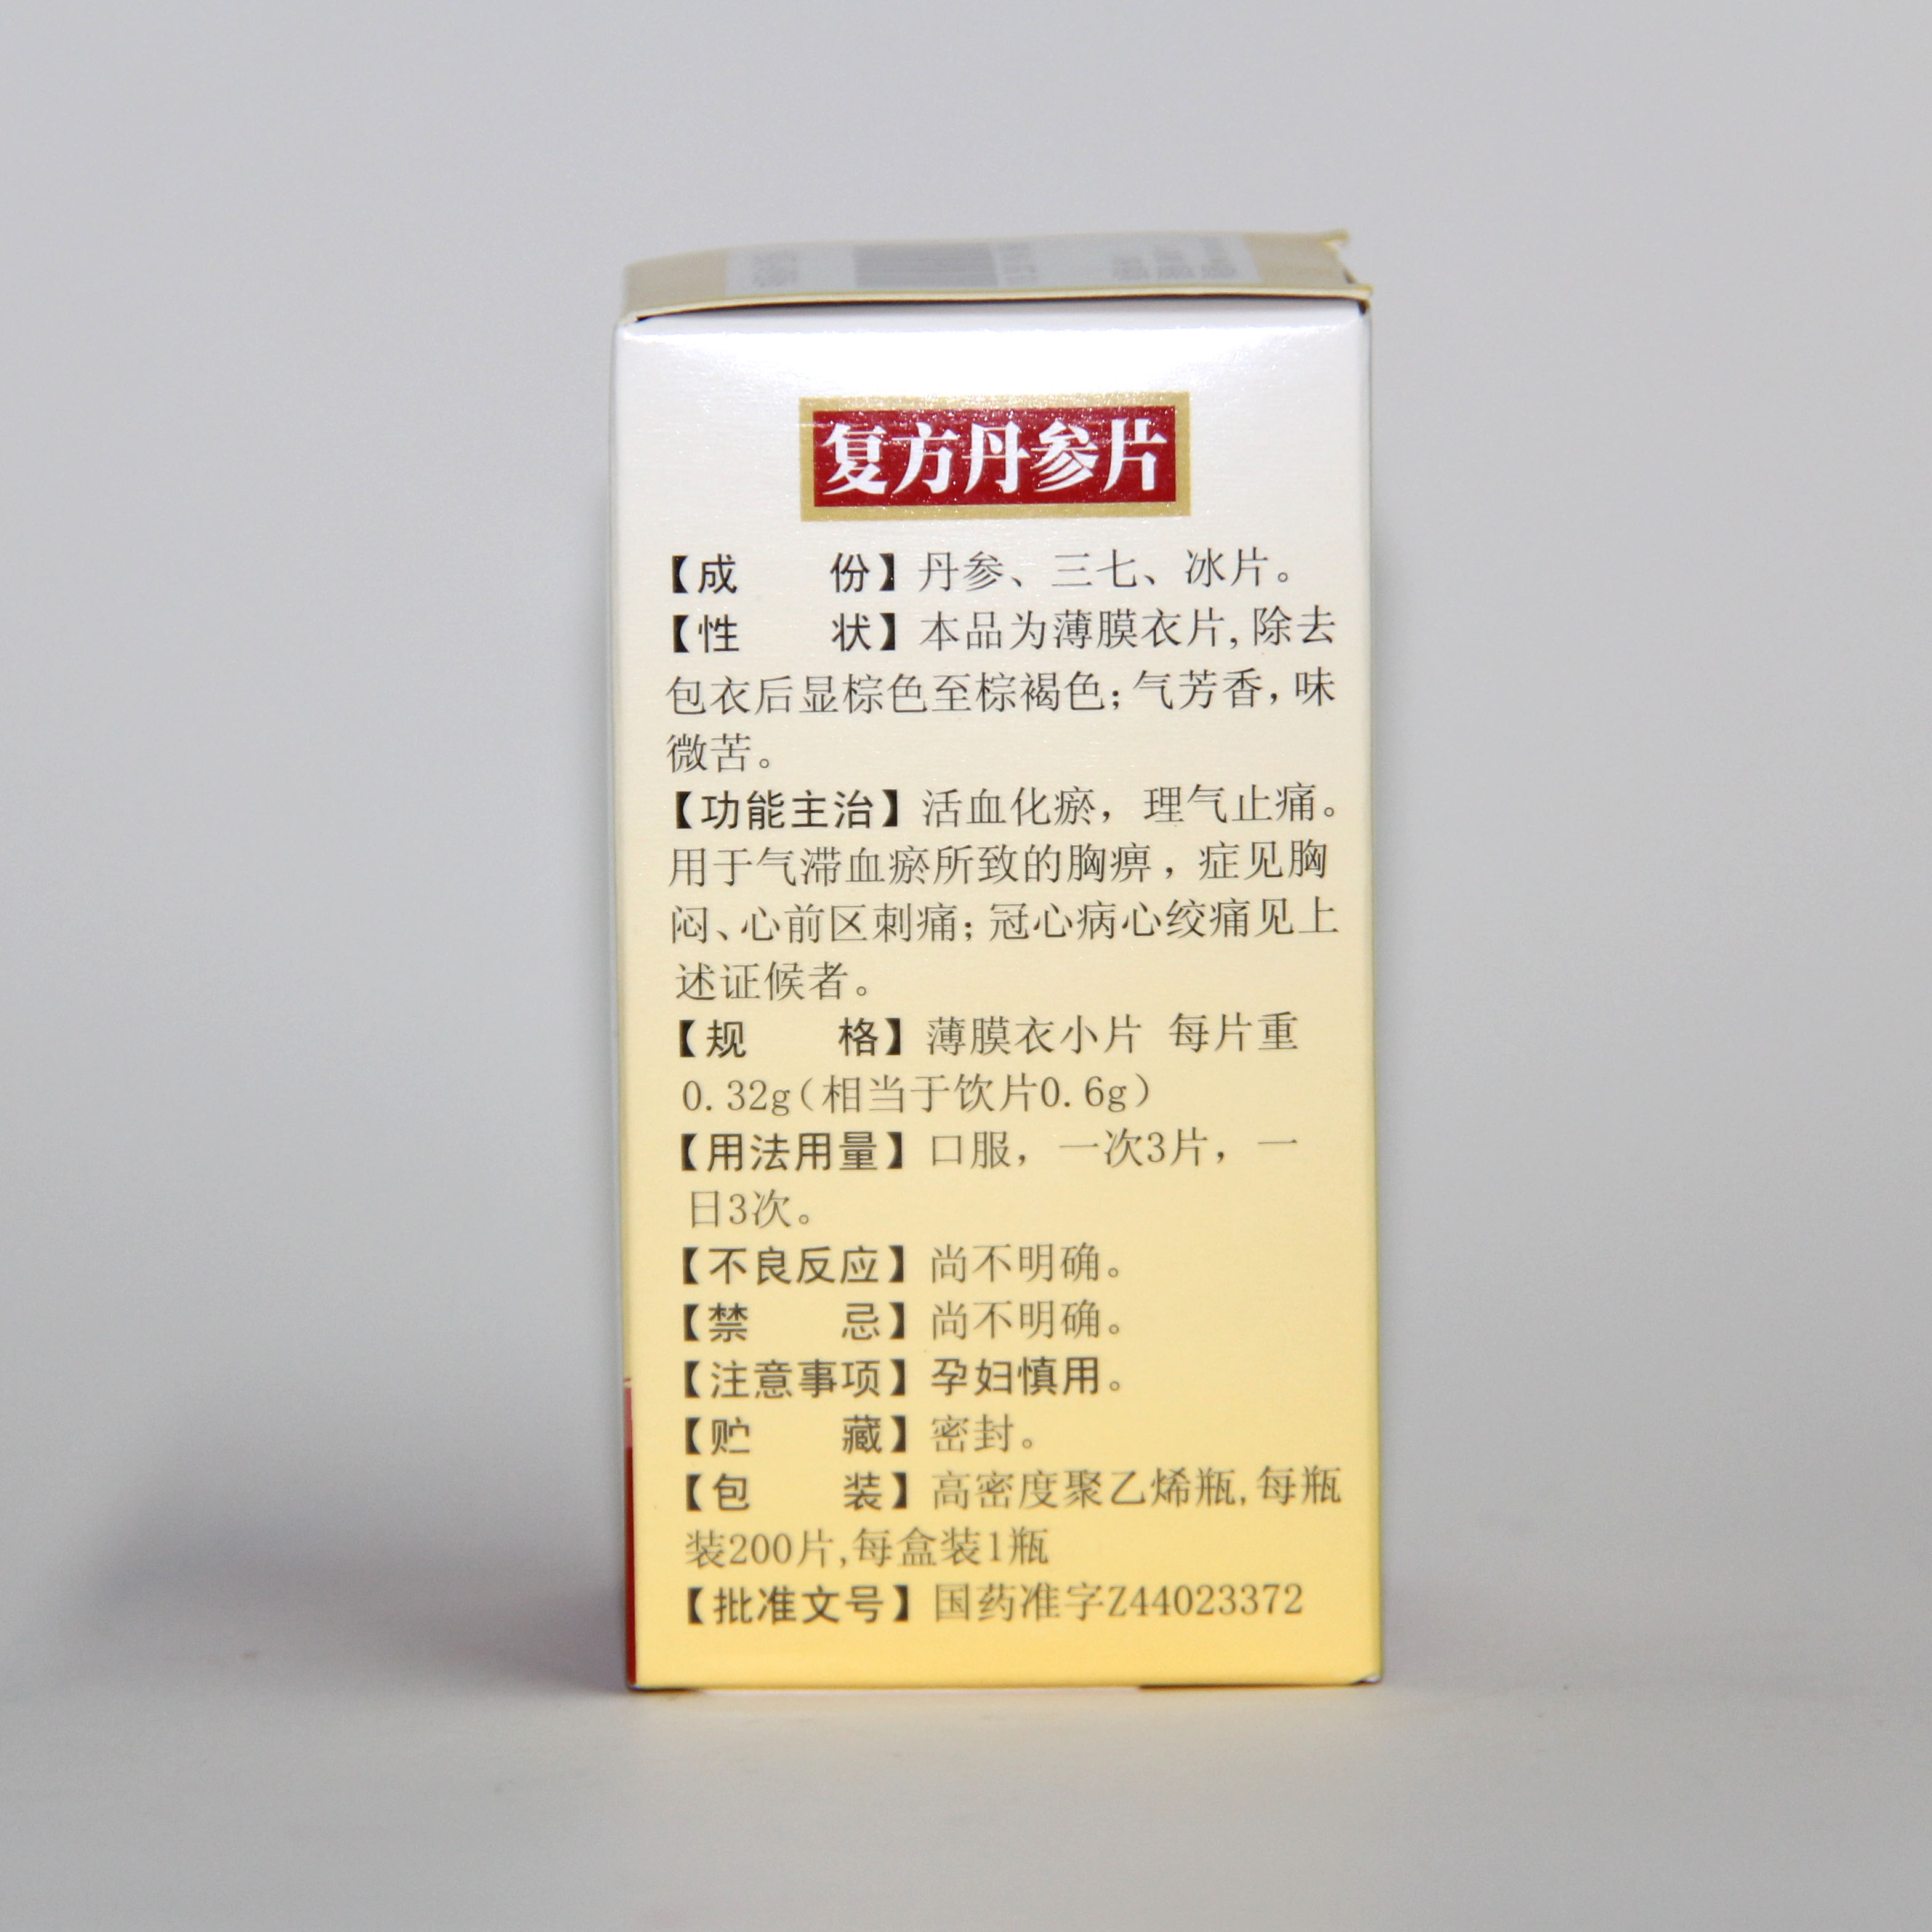 复方丹参片
【成　　份】丹参、三七、冰片。
【性　　状】本品为薄膜衣片,除去
包衣后显棕色至棕褐色;气芳香,味
微苦。
【功能主治】活血化瘀，理气止痛。
用于气滞血瘀所致的胸痹，症见胸
闷、心前区刺痛;冠心病心绞痛见上
述证候者。
【规　　格】薄膜衣小片 每片重
0.32g(相当于饮片0.6g)
【用法用量】口服，一次3片，一
日3次。
【不良反应】尚不明确。
【禁　　忌】尚不明确。
【注意事项】孕妇慎用。
【贮　　藏】密封。
【包　　装】高密度聚乙烯瓶,每瓶
装200片,每盒装1瓶
【批准文号】国药准字Z44023372